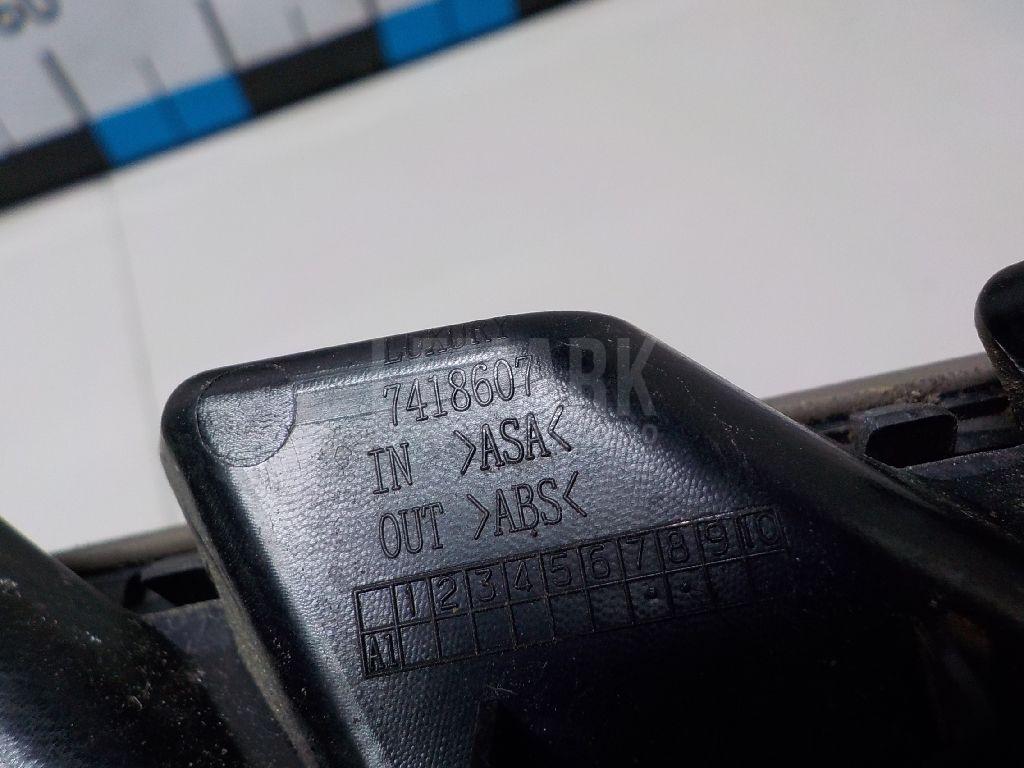 LUXURY
7418607
IN >ASA<
OUT >ABS<
1 2 3 4 5 6 7 8 9 10
A1